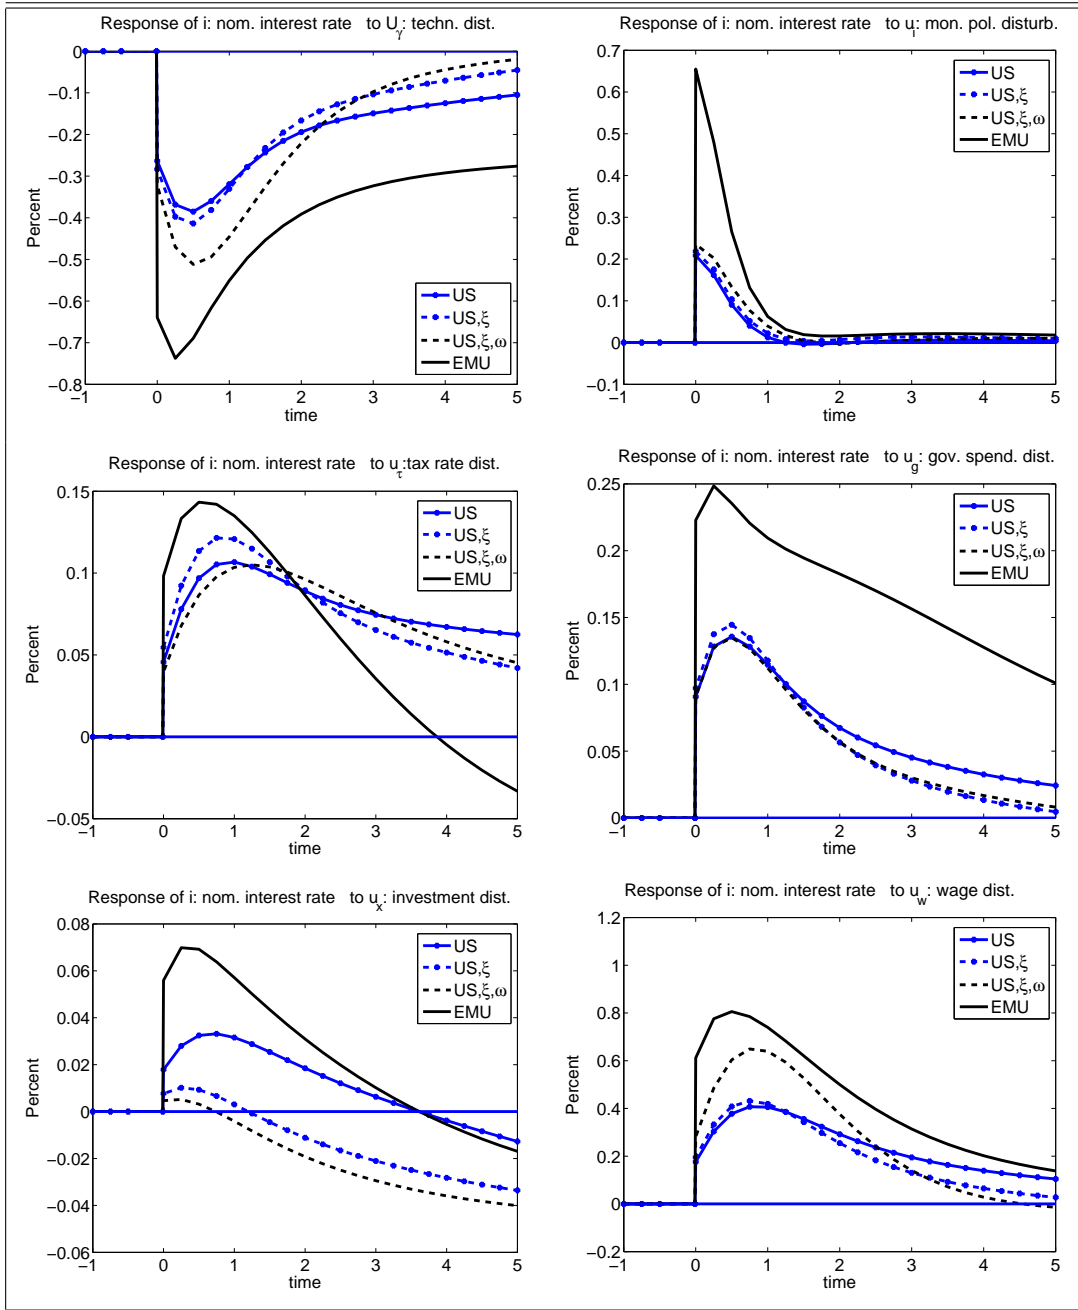 Response of i: nom. interest rate to Uγ: techn. dist.
0
−0.1
−0.2
−0.3
−0.4
−0.5
−0.6
−0.7
−0.8
Percent
−1 0 1 2 3 4 5
time
US
US,ξ
US,ξ,ω
EMU
Response of i: nom. interest rate to ui: mon. pol. disturb.
0.7
0.6
0.5
0.4
0.3
0.2
0.1
0
−0.1
Percent
−1 0 1 2 3 4 5
time
US
US,ξ
US,ξ,ω
EMU
Response of i: nom. interest rate to uτ:tax rate dist.
0.15
0.1
0.05
0
−0.05
Percent
−1 0 1 2 3 4 5
time
US
US,ξ
US,ξ,ω
EMU
Response of i: nom. interest rate to ug: gov. spend. dist.
0.25
0.2
0.15
0.1
0.05
0
Percent
−1 0 1 2 3 4 5
time
US
US,ξ
US,ξ,ω
EMU
Response of i: nom. interest rate to ux: investment dist.
0.08
0.06
0.04
0.02
0
−0.02
−0.04
−0.06
Percent
−1 0 1 2 3 4 5
time
US
US,ξ
US,ξ,ω
EMU
Response of i: nom. interest rate to uw: wage dist.
1.2
1
0.8
0.6
0.4
0.2
0
−0.2
Percent
−1 0 1 2 3 4 5
time
US
US,ξ
US,ξ,ω
EMU